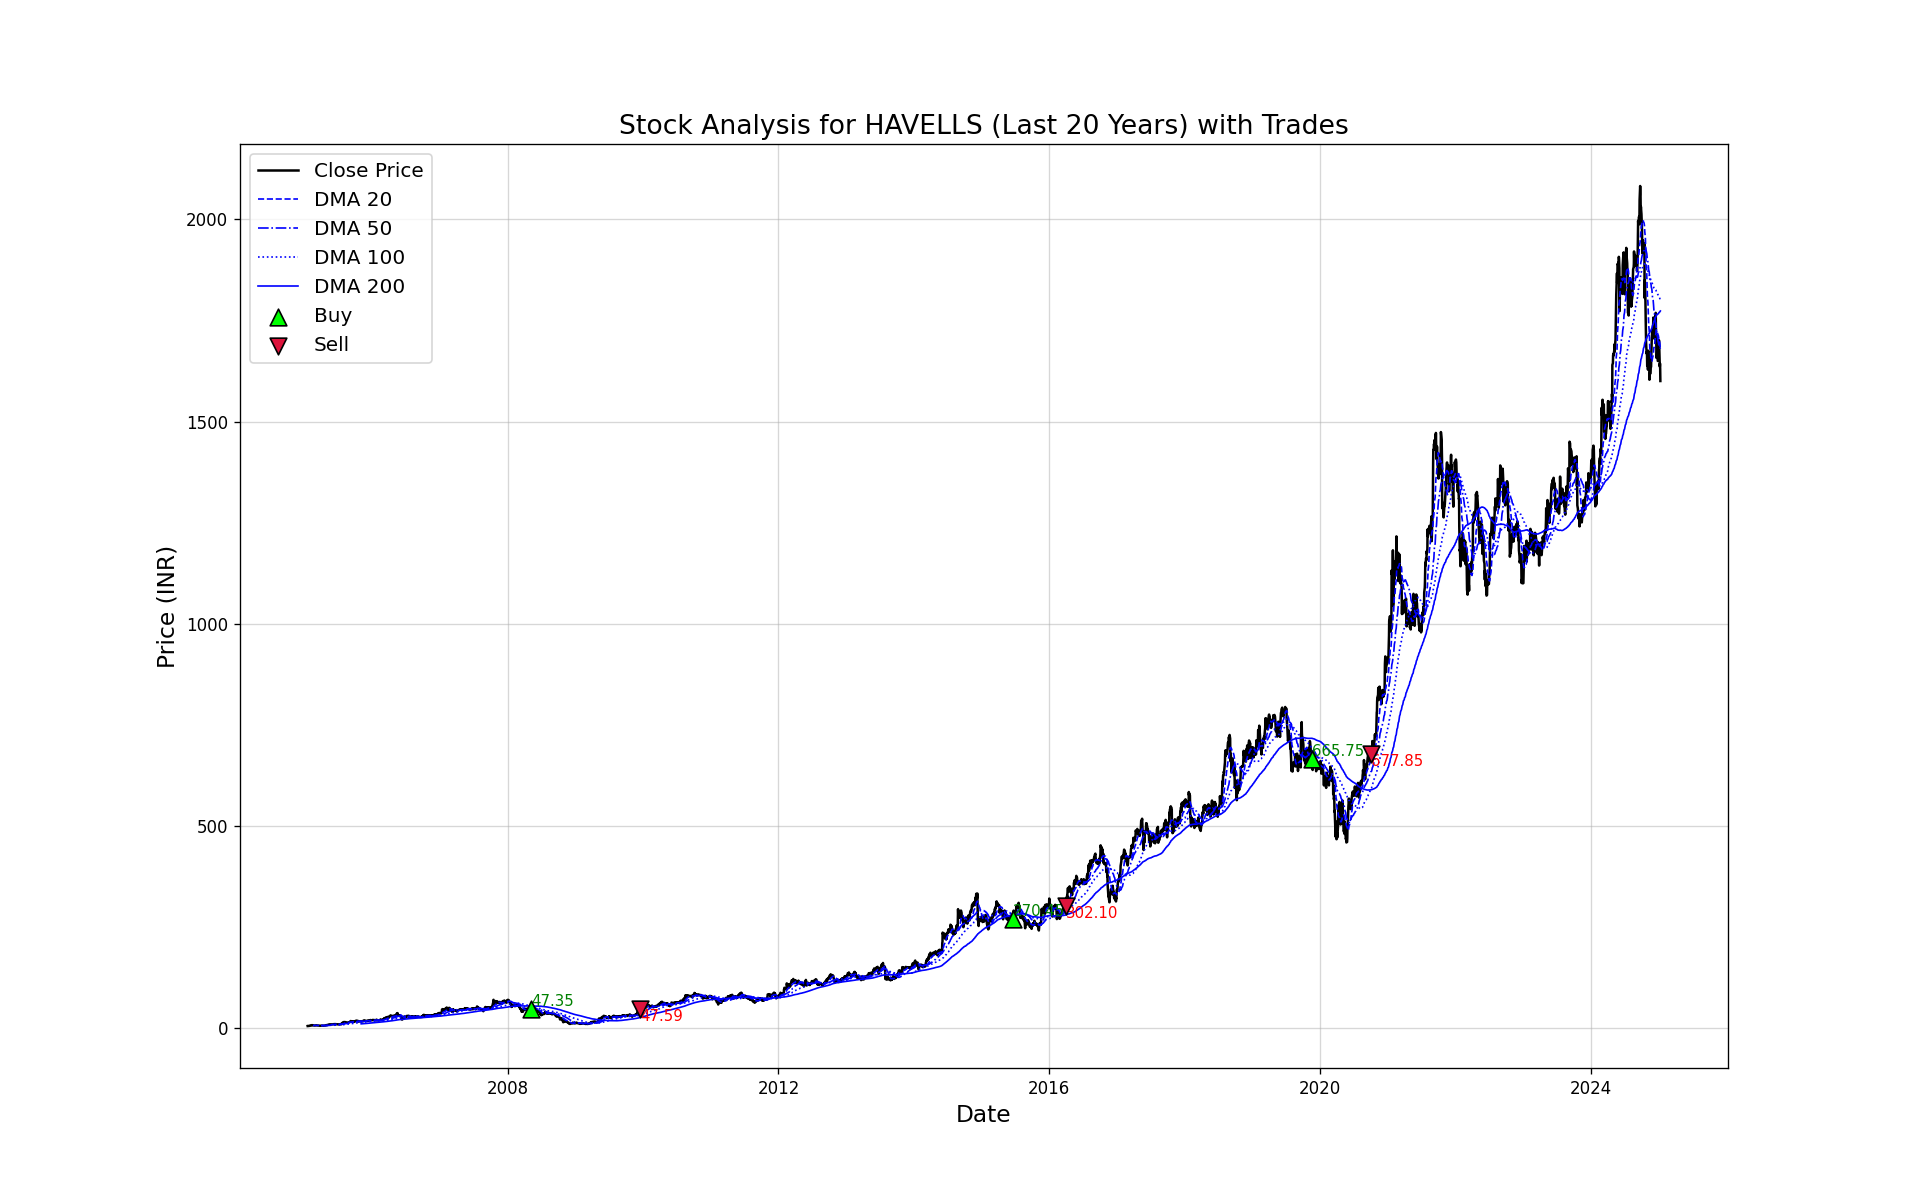 Stock Analysis for HAVELLS (Last 20 Years) with Trades
Close Price
DMA 20
DMA 50
DMA 100
DMA 200
Buy
Sell
Price (INR)
2000
1500
1000
500
0
665.75
677.85
302.10
47.35
47.59
2008
2012
2016
2020
2024
Date